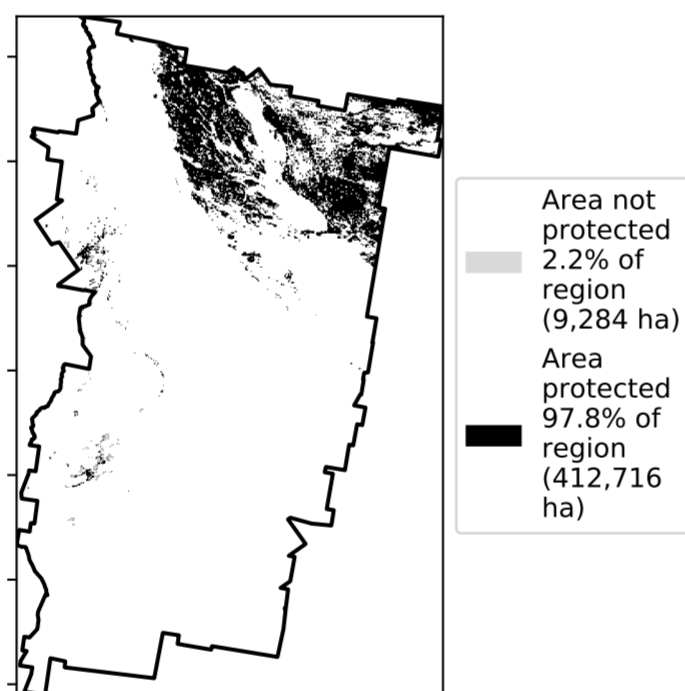 Area not
protected
2.2% of
region
(9,284 ha)
Area
protected
97.8% of
region
(412,716
ha)